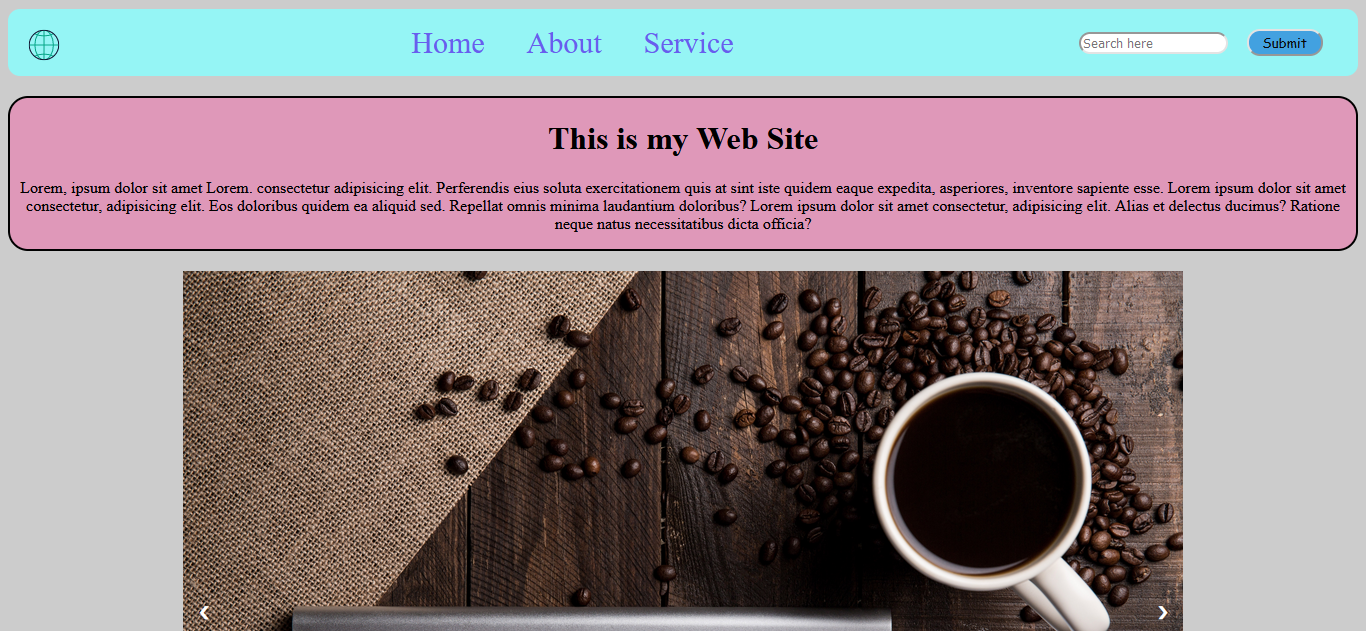 Home About Service Search here Submit
This is my Web Site
Lorem, ipsum dolor sit amet Lorem. consectetur adipisicing elit. Perferendis eius soluta exercitationem quis at sint iste quidem eaque expedita, asperiores, inventore sapiente esse. Lorem ipsum dolor sit amet
consectetur, adipisicing elit. Eos doloribus quidem ea aliquid sed. Repellat omnis minima laudantium doloribus? Lorem ipsum dolor sit amet consectetur, adipisicing elit. Alias et delectus ducimus? Ratione
neque natus necessitatibus dicta officia?